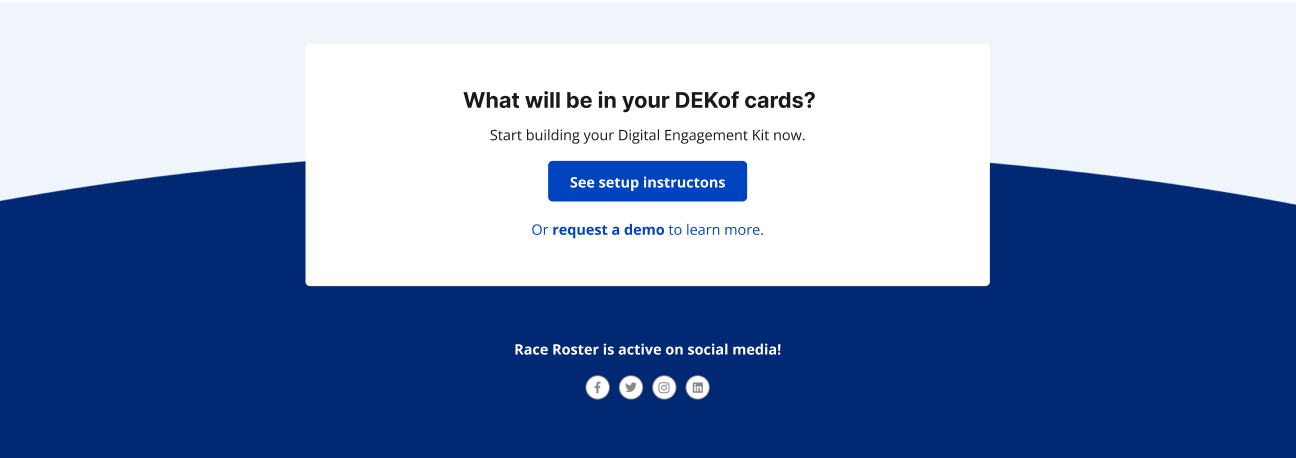 What will be in your DEKof cards?
Start building your Digital Engagement Kit now.
See setup instructons
Or request a demo to learn more.
Race Roster is active on social media!